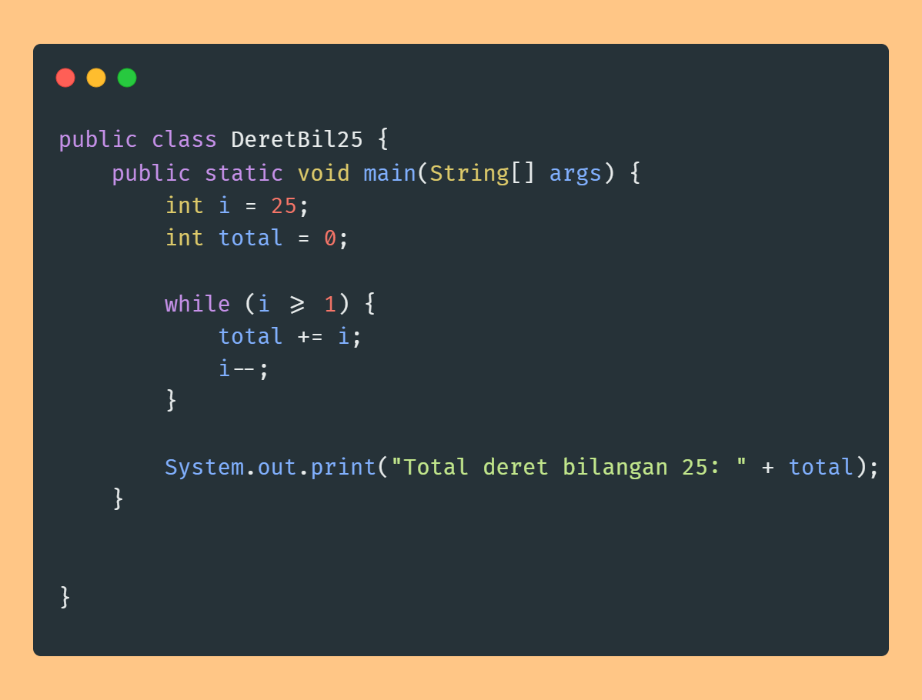 public class DeretBil25 {
    public static void main(String[] args) {
        int i = 25;
        int total = 0;

        while (i >= 1) {
            total += i;
            i--;
        }

        System.out.print("Total deret bilangan 25: " + total);
    }


}